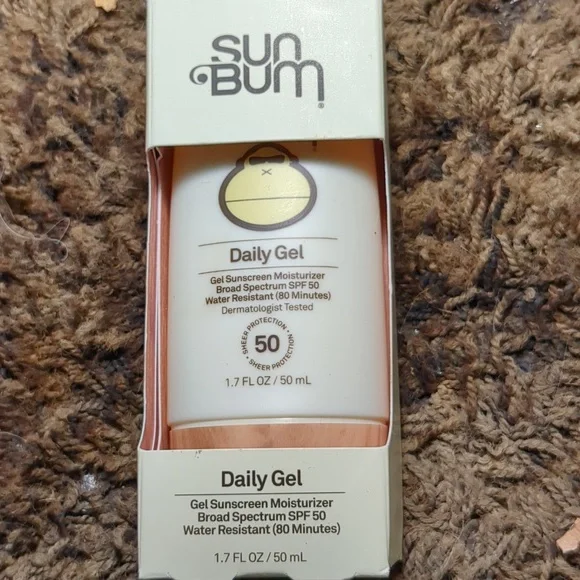 SUN
BUM
®
Daily Gel
Gel Sunscreen Moisturizer
Broad Spectrum SPF 50
Water Resistant (80 Minutes)
Dermatologist Tested
SHEER PROTECTION •
50
• SHEER PROTECTION
1.7 FL OZ / 50 mL
Daily Gel
Gel Sunscreen Moisturizer
Broad Spectrum SPF 50
Water Resistant (80 Minutes)
1.7 FL OZ / 50 mL